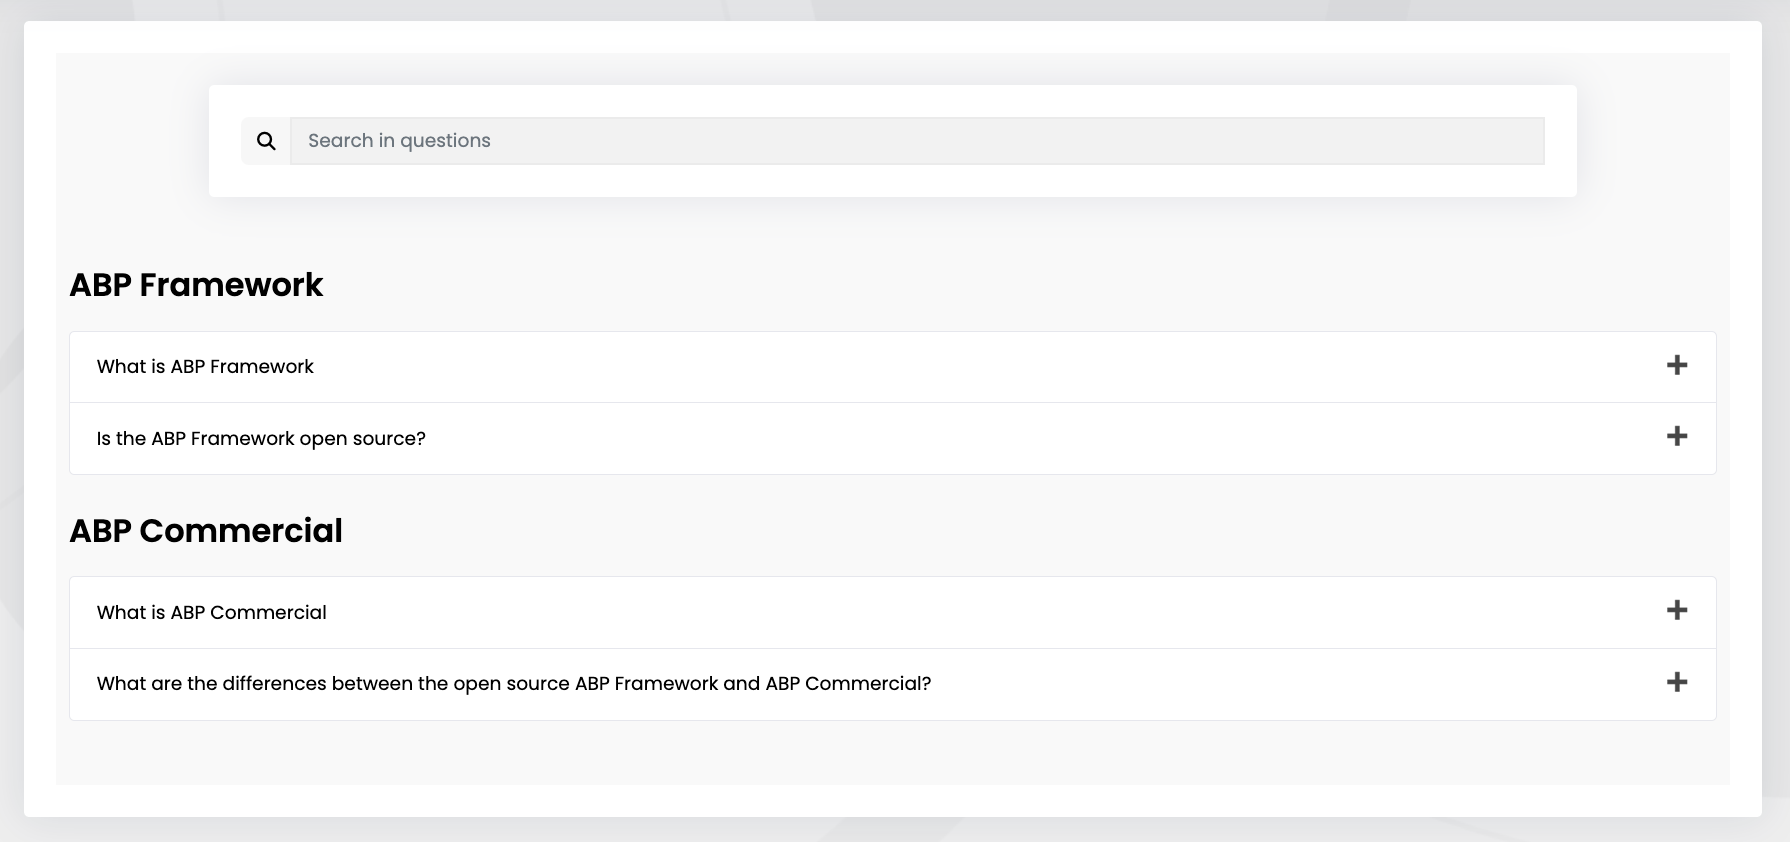 Search in questions
ABP Framework
What is ABP Framework
Is the ABP Framework open source?
ABP Commercial
What is ABP Commercial
What are the differences between the open source ABP Framework and ABP Commercial?